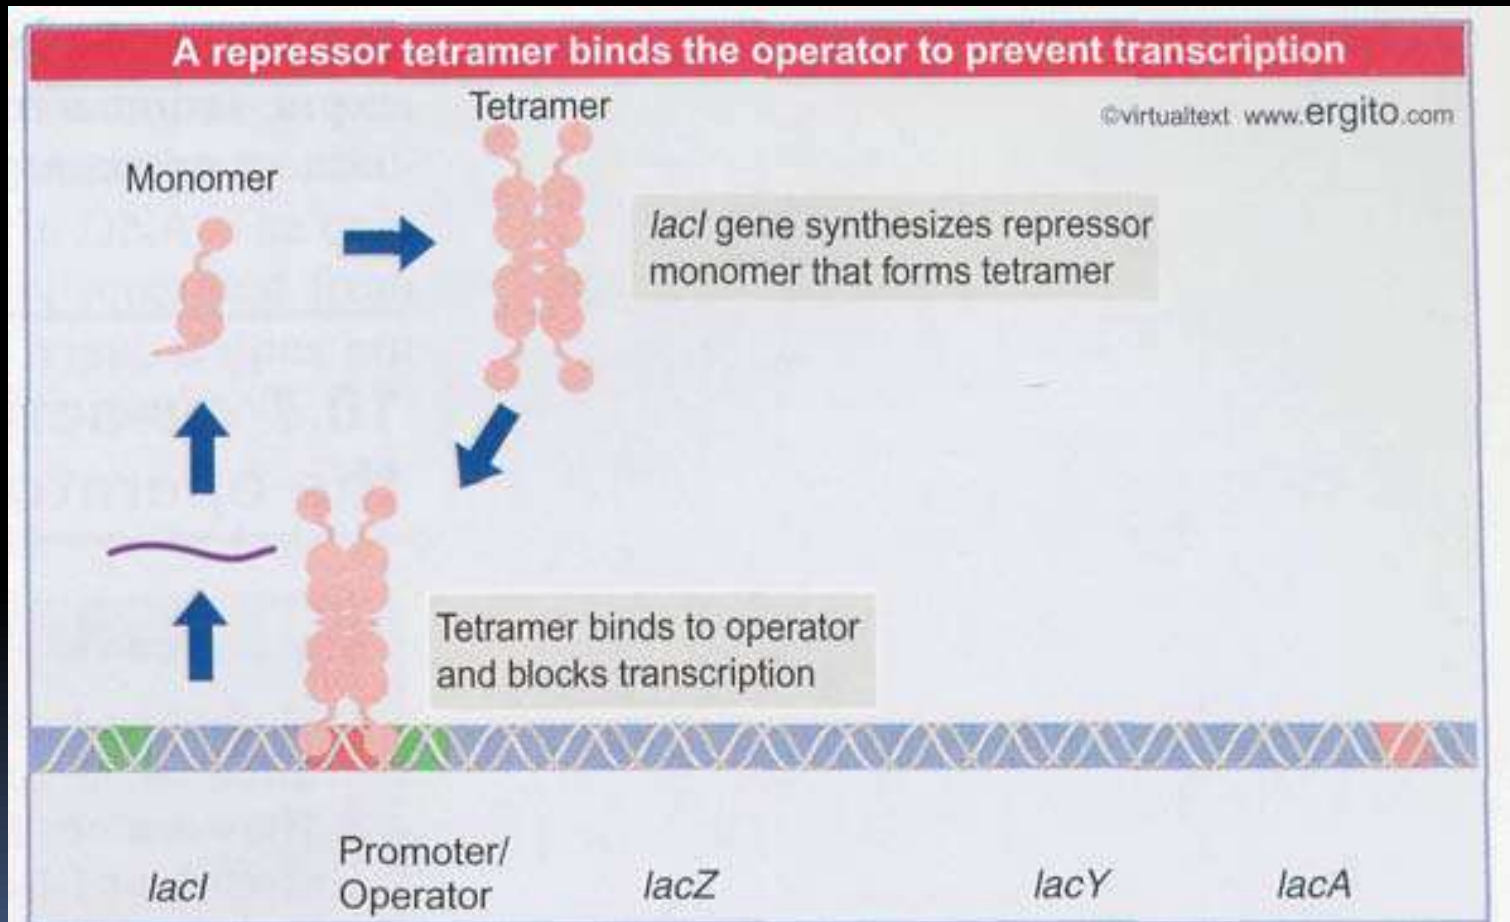 A repressor tetramer binds the operator to prevent transcription
Tetramer
©virtualtext www.ergito.com
Monomer
lacI gene synthesizes repressor
monomer that forms tetramer
Tetramer binds to operator
and blocks transcription
lacI
Promoter/
Operator
lacZ
lacY
lacA